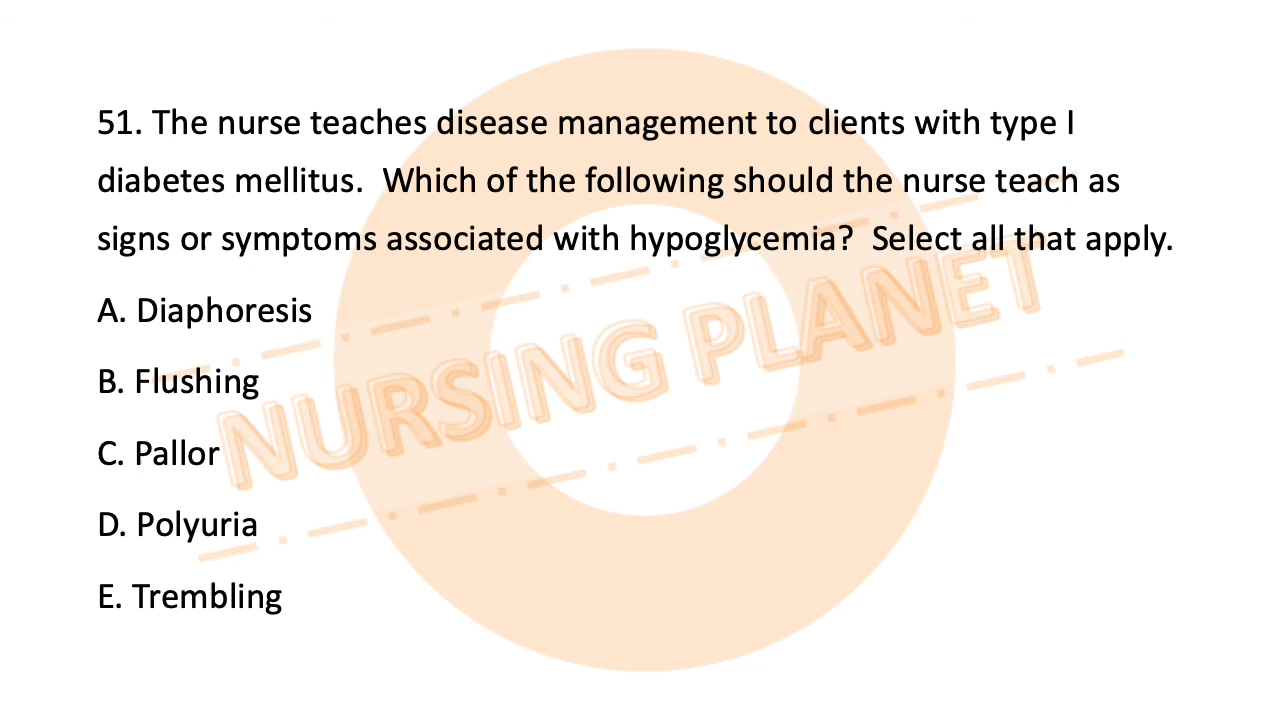 51. The nurse teaches disease management to clients with type I
diabetes mellitus.  Which of the following should the nurse teach as
signs or symptoms associated with hypoglycemia?  Select all that apply.
A. Diaphoresis
B. Flushing
C. Pallor
D. Polyuria
E. Trembling
NURSING PLANET